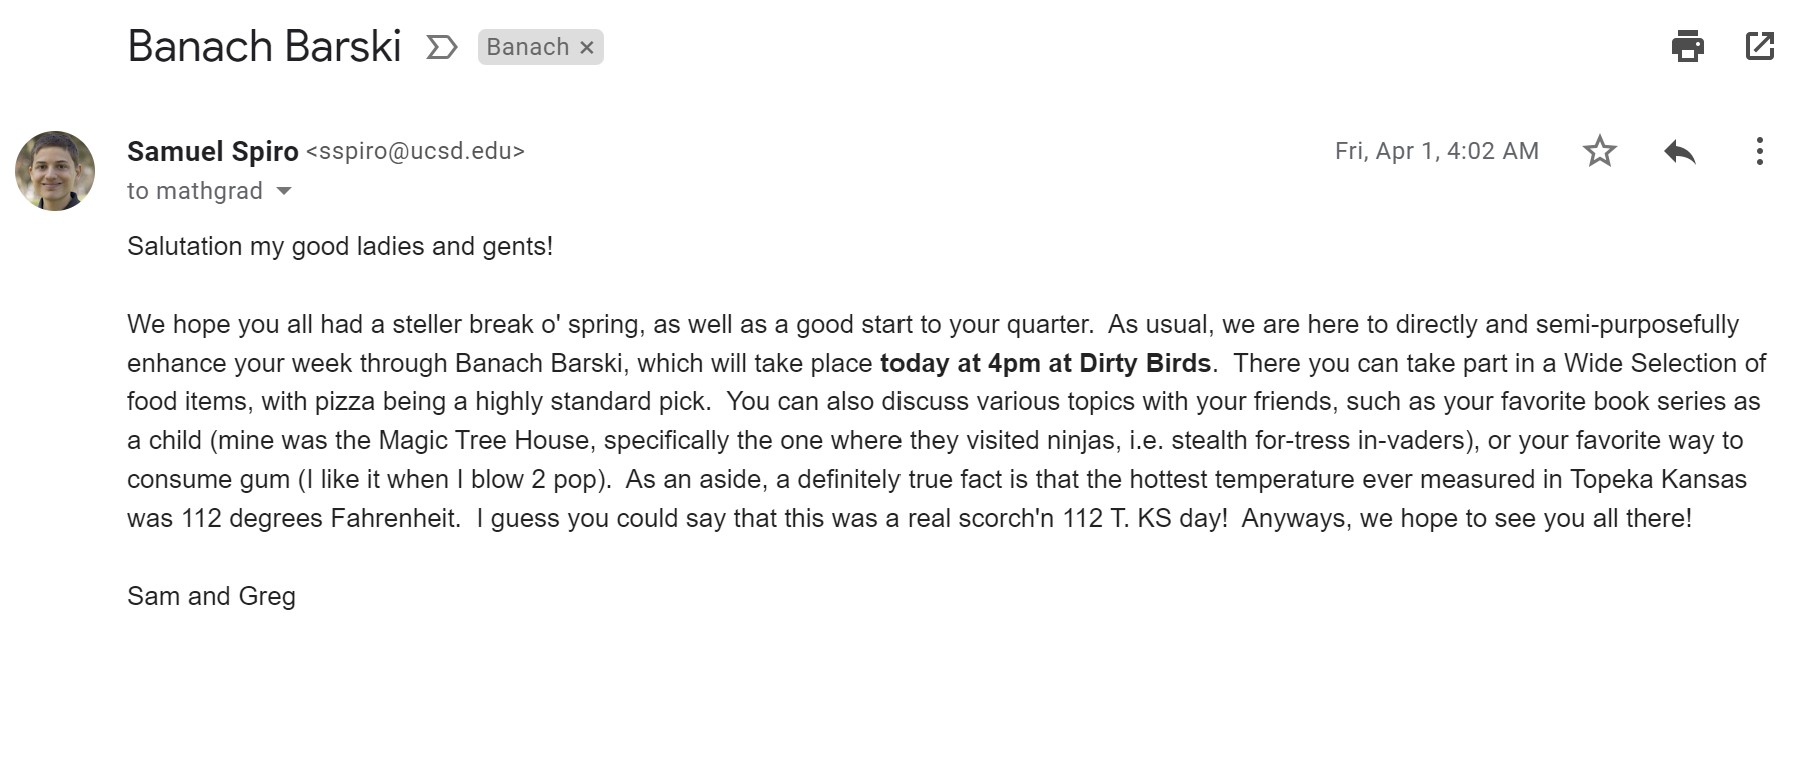 Banach Barski Banach ×
Samuel Spiro <sspiro@ucsd.edu> Fri, Apr 1, 4:02 AM
to mathgrad
Salutation my good ladies and gents!
We hope you all had a steller break o' spring, as well as a good start to your quarter.  As usual, we are here to directly and semi-purposefully
enhance your week through Banach Barski, which will take place today at 4pm at Dirty Birds.  There you can take part in a Wide Selection of
food items, with pizza being a highly standard pick.  You can also discuss various topics with your friends, such as your favorite book series as
a child (mine was the Magic Tree House, specifically the one where they visited ninjas, i.e. stealth for-tress in-vaders), or your favorite way to
consume gum (I like it when I blow 2 pop).  As an aside, a definitely true fact is that the hottest temperature ever measured in Topeka Kansas
was 112 degrees Fahrenheit.  I guess you could say that this was a real scorch'n 112 T. KS day!  Anyways, we hope to see you all there!
Sam and Greg